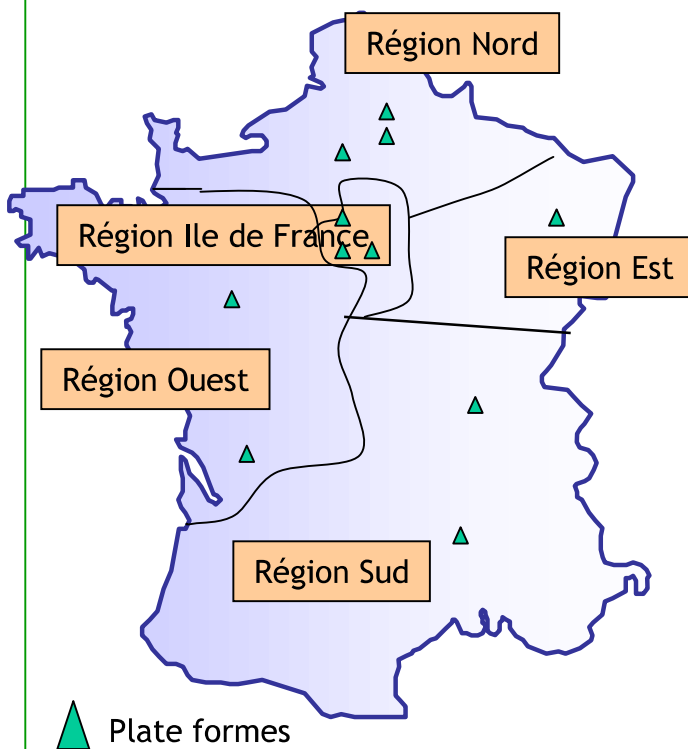 Région Nord
Région Ile de France
Région Est
Région Ouest
Région Sud
Plate formes